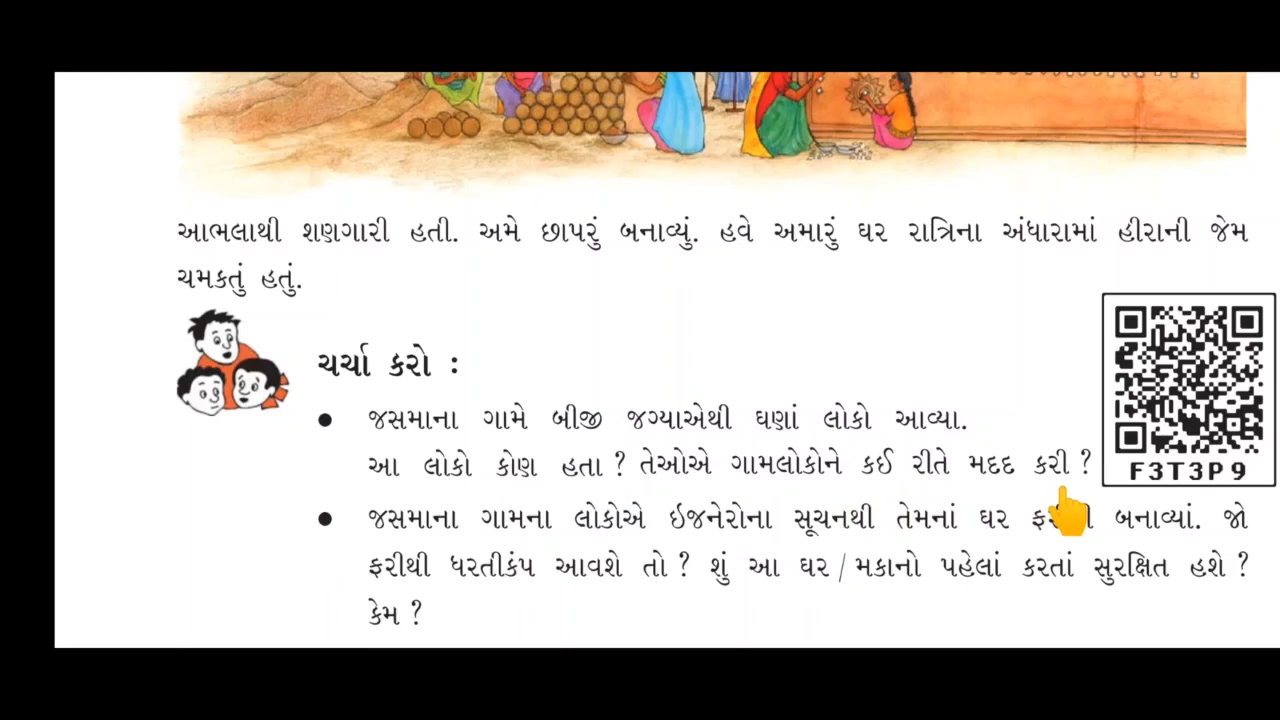 આભલાથી શણગારી હતી. અમે છાપરું બનાવ્યું. હવે અમારું ઘર રાત્રિના અંધારામાં હીરાની જેમ
ચમકતું હતું.
ચર્ચા કરો :
• જસમાના ગામે બીજી જગ્યાએથી ઘણાં લોકો આવ્યા.
આ લોકો કોણ હતા ? તેઓએ ગામલોકોને કઈ રીતે મદદ કરી ?
F3T3P9
• જસમાના ગામના લોકોએ ઇજનેરોના સૂચનથી તેમનાં ઘર બનાવ્યાં. જો
ફરીથી ધરતીકંપ આવશે તો ? શું આ ઘર / મકાનો પહેલાં કરતાં સુરક્ષિત હશે ?
કેમ ?